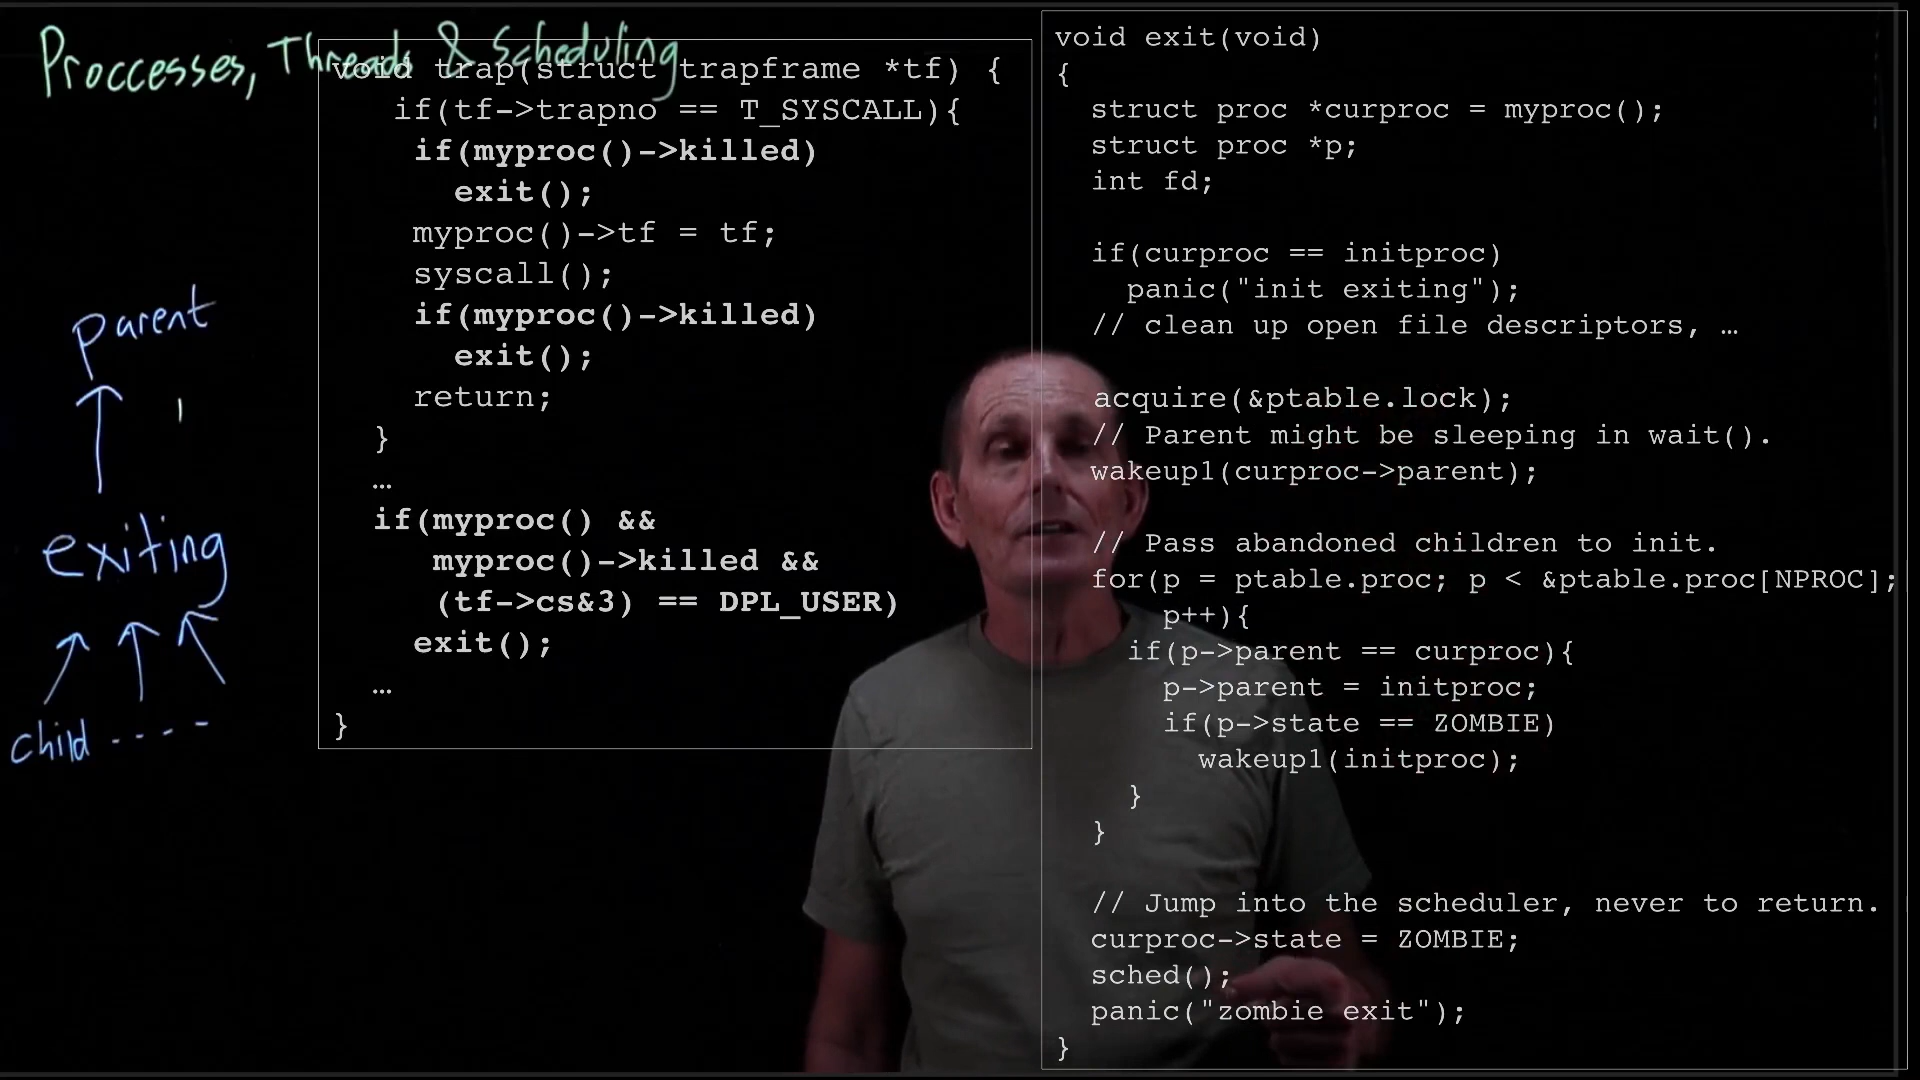 Proccesses, Threads & Scheduling
parent
exiting
child ----
void trap(struct trapframe *tf) {
if(tf->trapno == T_SYSCALL){
if(myproc()->killed)
exit();
myproc()->tf = tf;
syscall();
if(myproc()->killed)
exit();
return;
}
…
if(myproc() &&
myproc()->killed &&
(tf->cs&3) == DPL_USER)
exit();
…
}
void exit(void)
{
struct proc *curproc = myproc();
struct proc *p;
int fd;
if(curproc == initproc)
panic("init exiting");
// clean up open file descriptors, …
acquire(&ptable.lock);
// Parent might be sleeping in wait().
wakeup1(curproc->parent);
// Pass abandoned children to init.
for(p = ptable.proc; p < &ptable.proc[NPROC];
p++){
if(p->parent == curproc){
p->parent = initproc;
if(p->state == ZOMBIE)
wakeup1(initproc);
}
}
// Jump into the scheduler, never to return.
curproc->state = ZOMBIE;
sched();
panic("zombie exit");
}